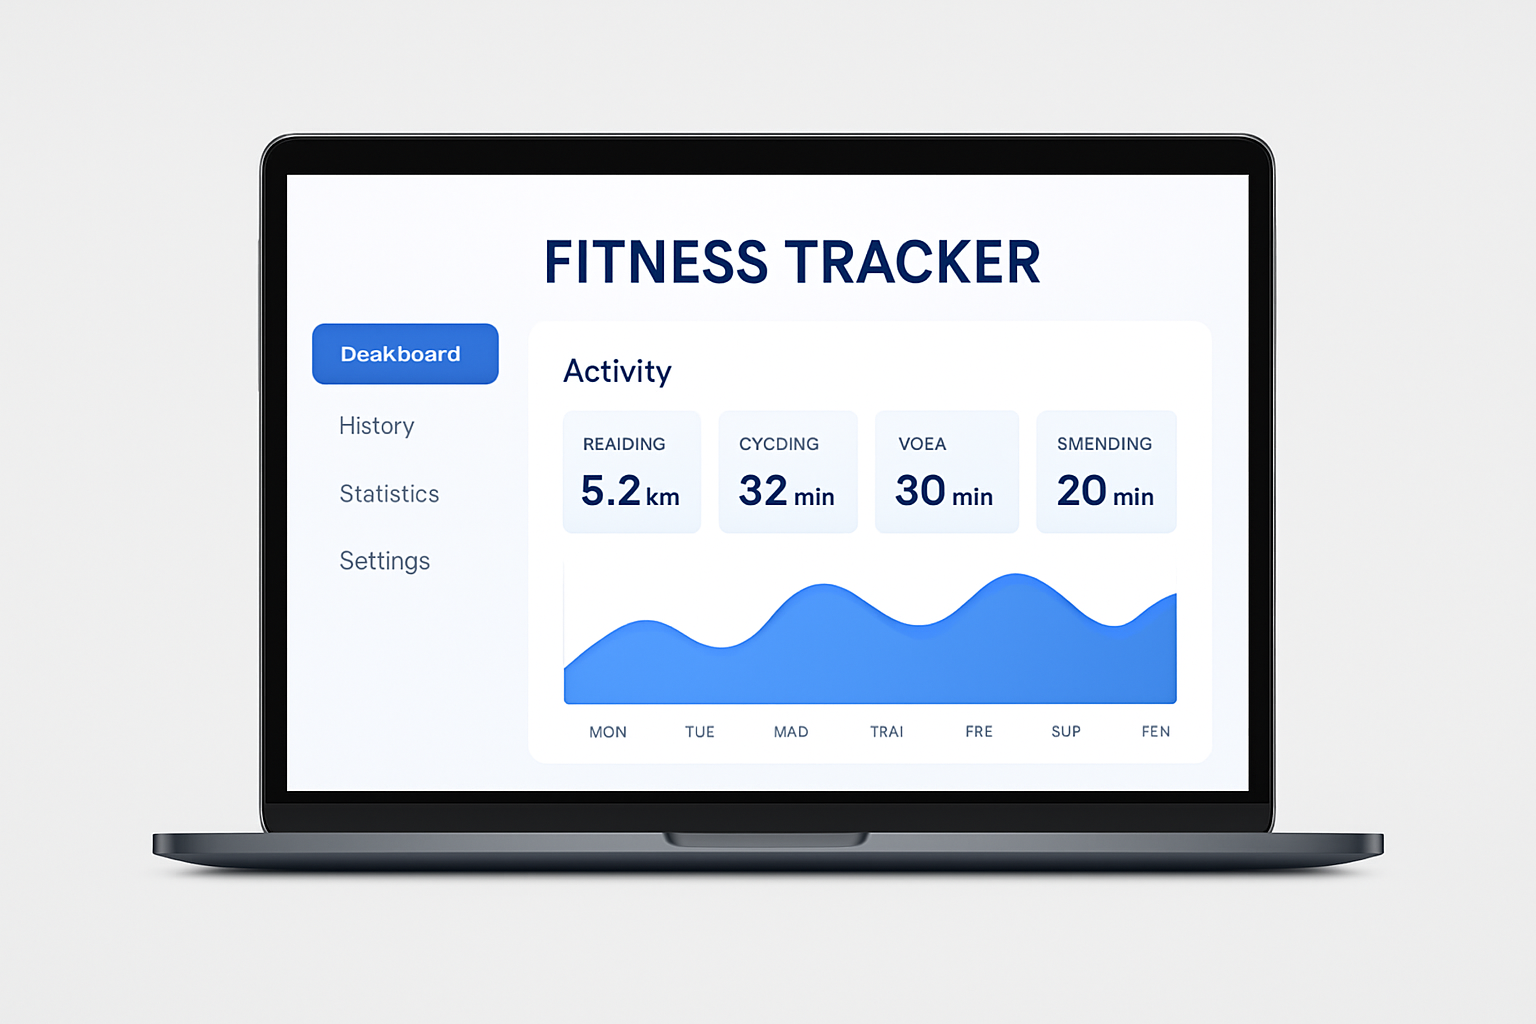 FITNESS TRACKER
Deakboard
History
Statistics
Settings
Activity
READING
5.2 km
CYCDING
32 min
VOEA
30 min
SMENDING
20 min
MON TUE MAD TRAI FRE SUP FEN